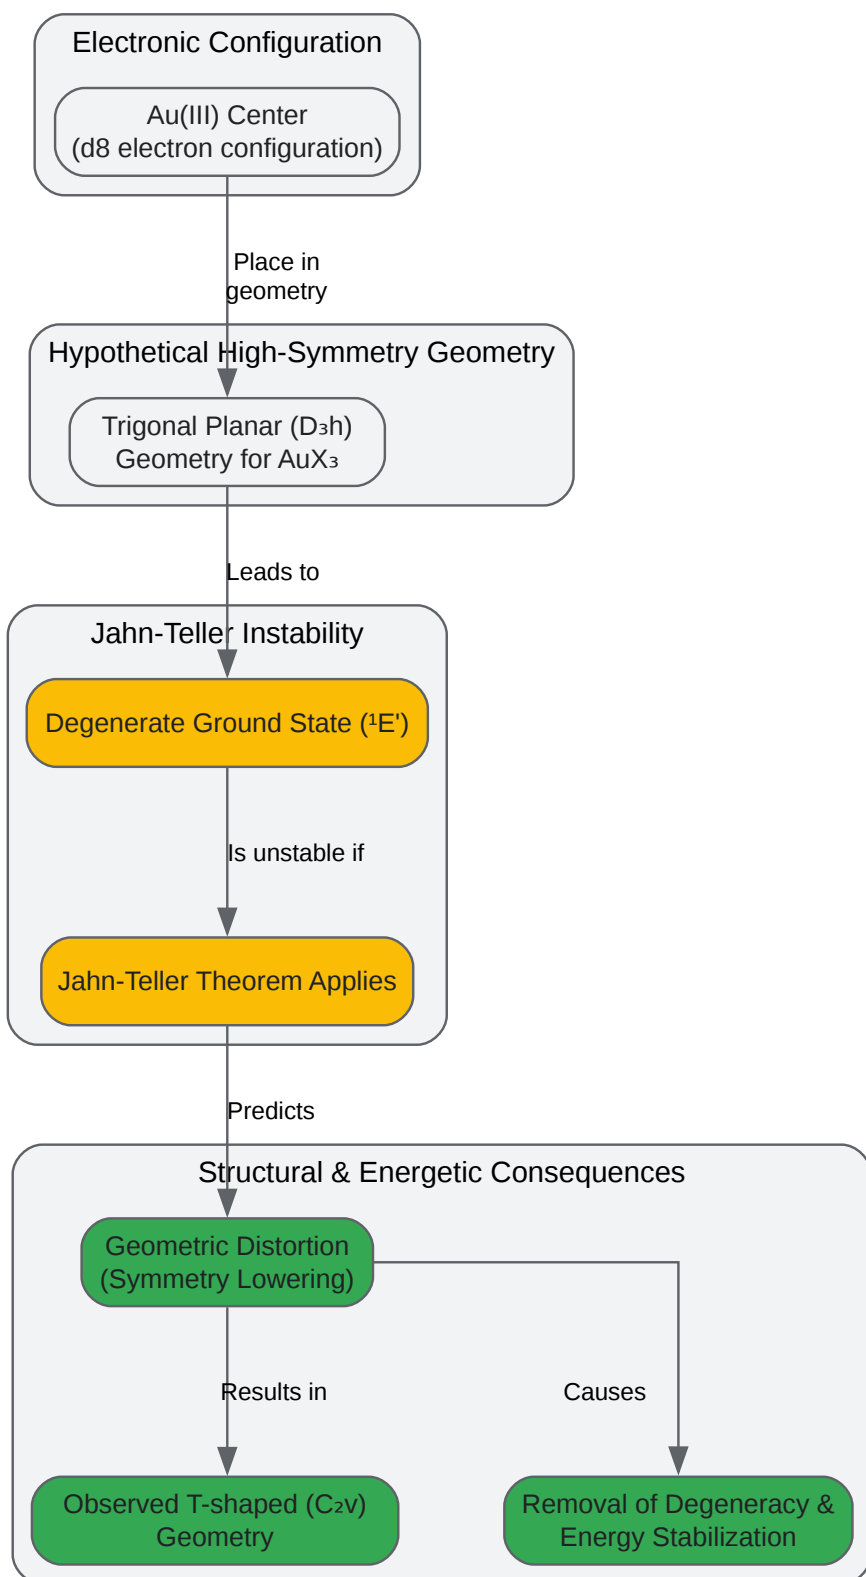 Electronic Configuration
Au(III) Center
(d8 electron configuration)
Place in
geometry
Hypothetical High-Symmetry Geometry
Trigonal Planar (D₃h)
Geometry for AuX₃
Leads to
Jahn-Teller Instability
Degenerate Ground State (¹E')
Is unstable if
Jahn-Teller Theorem Applies
Predicts
Structural & Energetic Consequences
Geometric Distortion
(Symmetry Lowering)
Results in
Causes
Observed T-shaped (C₂v)
Geometry
Removal of Degeneracy &
Energy Stabilization